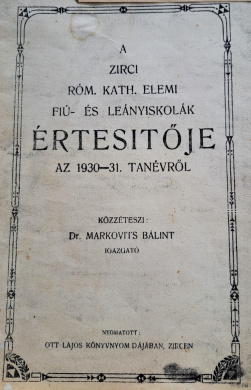 A
ZIRCI
RÓM. KATH. ELEMI
FIÚ- ÉS LEÁNYISKOLÁK
ÉRTESITŐJE
AZ 1930—31. TANÉVRŐL
KÖZZÉTESZI:
Dr. MARKOVITS BÁLINT
IGAZGATÓ
NYOMATOTT:
OTT LAJOS KÖNYVNYOMDÁJÁBAN, ZIRCEN